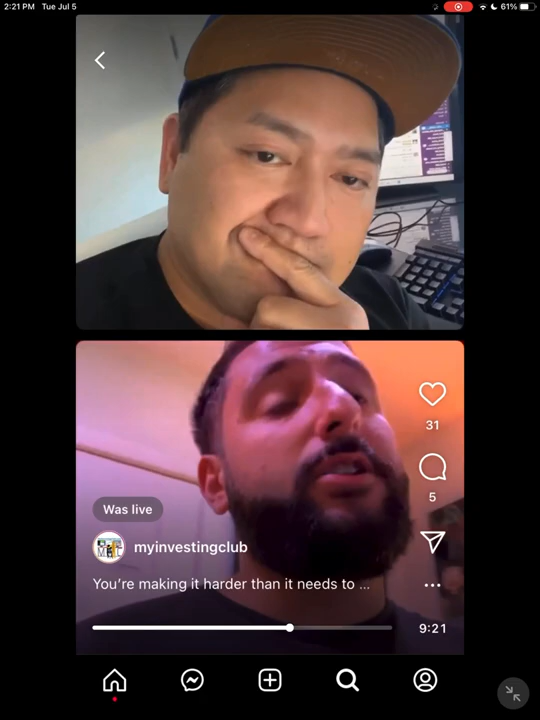 2:21 PM Tue Jul 5
61%
31
5
Was live
myinvestingclub
You’re making it harder than it needs to ...
9:21